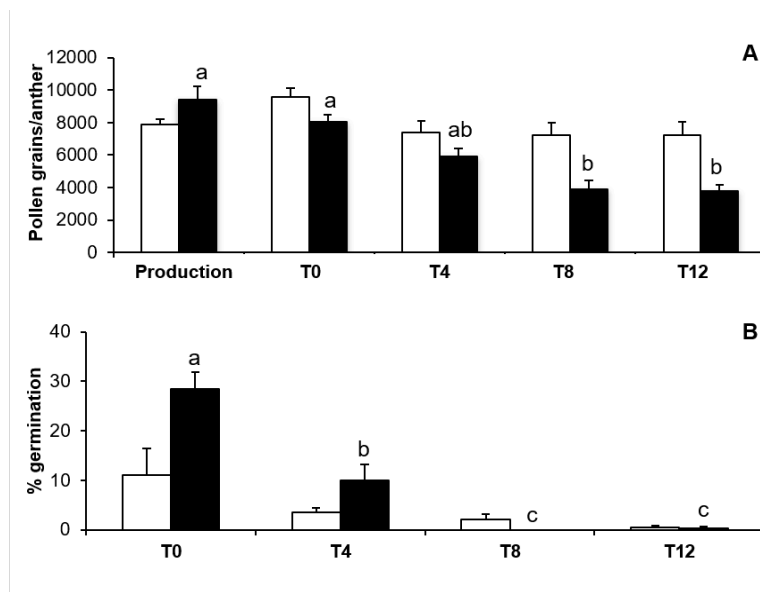 A
12000
10000
8000
6000
4000
2000
0
Pollen grains/anther
a
a
ab
b
b
Production T0 T4 T8 T12
B
40
30
20
10
0
% germination
a
b
c
c
T0 T4 T8 T12